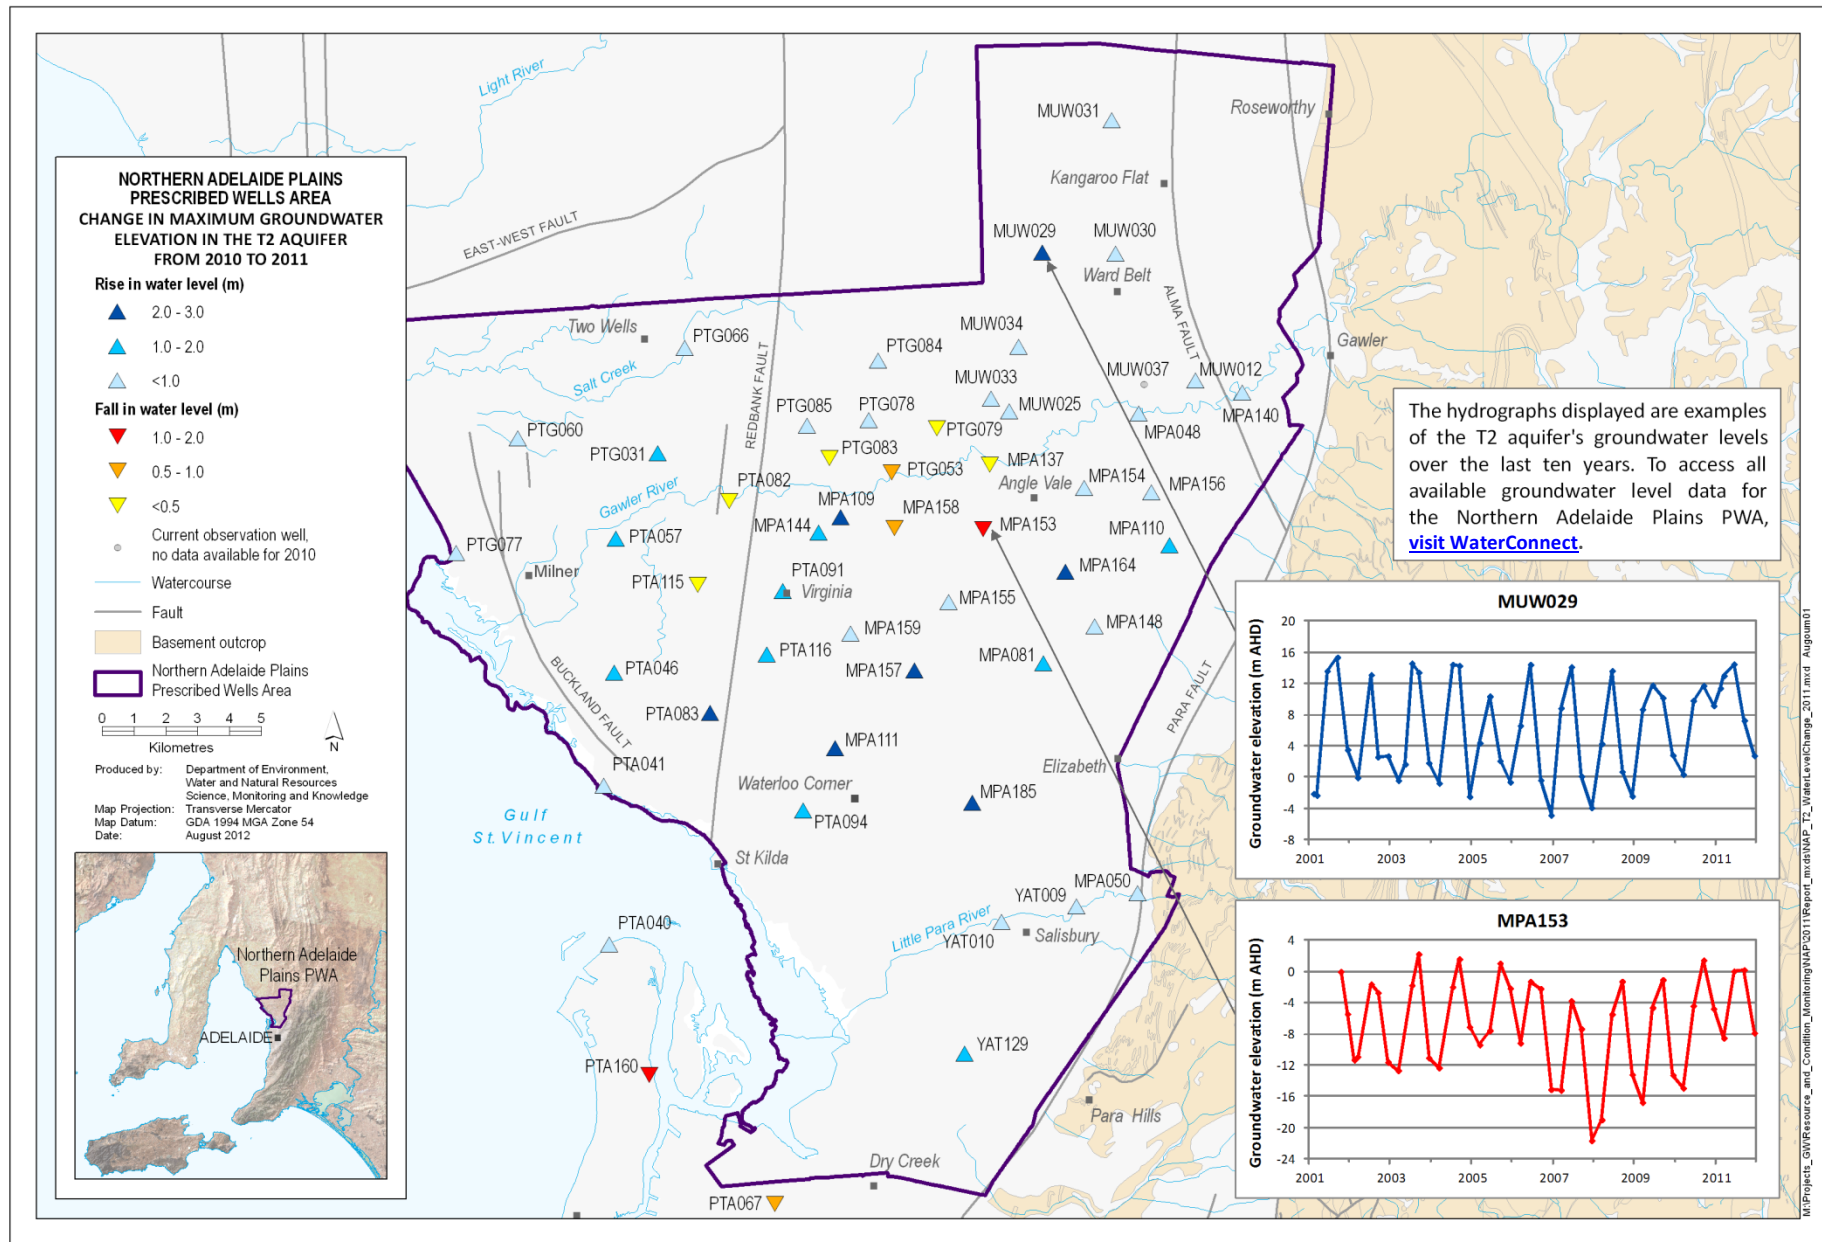 NORTHERN ADELAIDE PLAINS
PRESCRIBED WELLS AREA
CHANGE IN MAXIMUM GROUNDWATER
ELEVATION IN THE T2 AQUIFER
FROM 2010 TO 2011
Rise in water level (m)
2.0 - 3.0
1.0 - 2.0
<1.0
Fall in water level (m)
1.0 - 2.0
0.5 - 1.0
<0.5
Current observation well,
no data available for 2010
Watercourse
Fault
Basement outcrop
Northern Adelaide Plains
Prescribed Wells Area
0 1 2 3 4 5
Kilometres
N
Produced by: Department of Environment,
Water and Natural Resources
Science, Monitoring and Knowledge
Map Projection: Transverse Mercator
Map Datum: GDA 1994 MGA Zone 54
Date: August 2012
Northern Adelaide
Plains PWA
ADELAIDE
Light River
EAST-WEST FAULT
MUW031
Roseworthy
Kangaroo Flat
MUW029
MUW030
Ward Belt
ALMA FAULT
Two Wells
PTG066
REDBANK FAULT
PTG084
MUW034
Gawler
Salt Creek
MUW033
MUW037
MUW012
PTG085
PTG078
MUW025
MPA140
PTG060
PTG079
MPA048
PTG031
PTG083
PTG053
MPA137
PTA082
Angle Vale
MPA154
MPA156
Gawler River
MPA109
MPA158
MPA144
MPA153
MPA110
PTA057
PTG077
Milner
PTA115
PTA091
Virginia
MPA164
MPA155
MPA159
MPA148
PTA116
MPA081
PTA046
MPA157
BUCKLAND FAULT
PARA FAULT
PTA083
MPA111
PTA041
Waterloo Corner
Elizabeth
MPA185
PTA094
Gulf
St. Vincent
St Kilda
MPA050
YAT009
Little Para River
YAT010
Salisbury
PTA040
YAT129
PTA160
Para Hills
Dry Creek
PTA067
The hydrographs displayed are examples
of the T2 aquifer's groundwater levels
over the last ten years. To access all
available groundwater level data for
the Northern Adelaide Plains PWA,
visit WaterConnect.
MUW029
Groundwater elevation (m AHD)
20
16
12
8
4
0
-4
-8
2001 2003 2005 2007 2009 2011
MPA153
Groundwater elevation (m AHD)
4
0
-4
-8
-12
-16
-20
-24
2001 2003 2005 2007 2009 2011
M:\Projects_GW\Resource_and_Condition_Monitoring\NAP\2011\Report_mxds\NAP_T2_WaterLevelChange_2011.mxd Augoum01